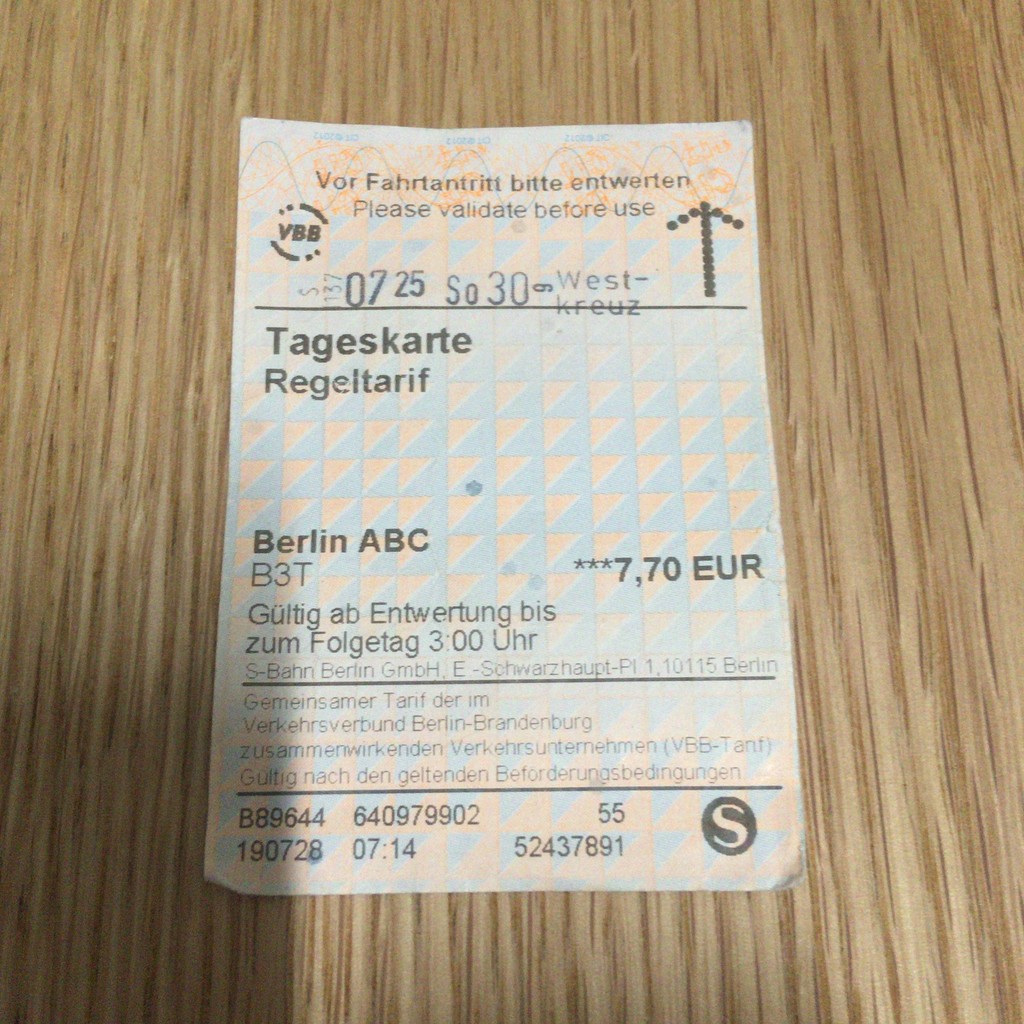 Vor Fahrtantritt bitte entwerten
Please validate before use
VBB
S 137 07 25 So 30 9 West-
kreuz
Tageskarte
Regeltarif
Berlin ABC
B3T
***7,70 EUR
Gültig ab Entwertung bis
zum Folgetag 3:00 Uhr
S-Bahn Berlin GmbH, E.-Schwarzhaupt-Pl.1,10115 Berlin
Gemeinsamer Tarif der im
Verkehrsverbund Berlin-Brandenburg
zusammenwirkenden Verkehrsunternehmen (VBB-Tarif)
Gültig nach den geltenden Beförderungsbedingungen
B89644 640979902 55
190728 07:14 52437891
S